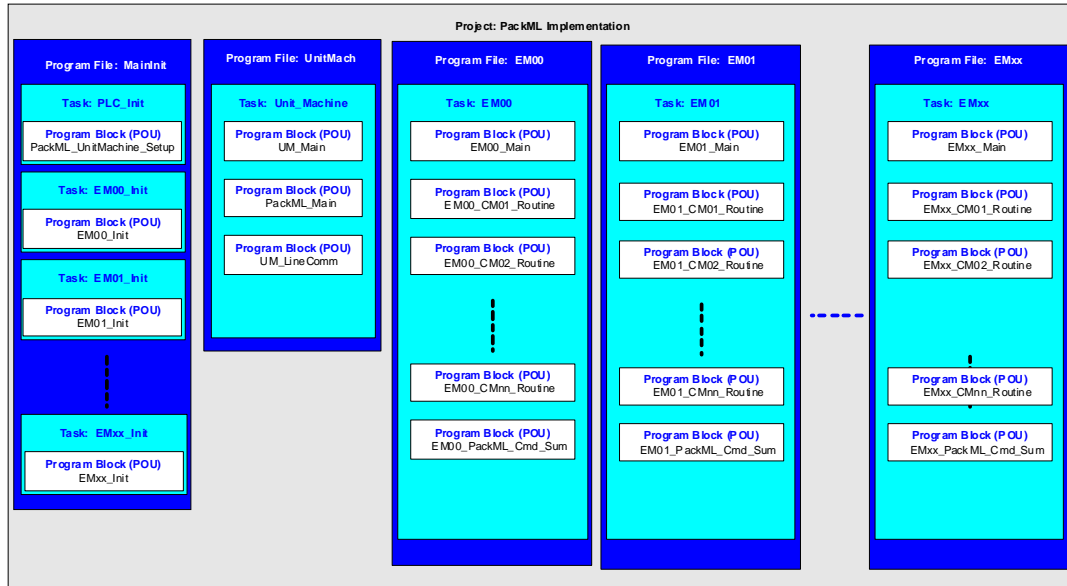 Project: PackML Implementation
Program File: MainInit
Task: PLC_Init
Program Block (POU)
PackML_UnitMachine_Setup
Task: EM00_Init
Program Block (POU)
EM00_Init
Task: EM01_Init
Program Block (POU)
EM01_Init
Task: EMxx_Init
Program Block (POU)
EMxx_Init
Program File: UnitMach
Task: Unit_Machine
Program Block (POU)
UM_Main
Program Block (POU)
PackML_Main
Program Block (POU)
UM_LineComm
Program File: EM00
Task: EM00
Program Block (POU)
EM00_Main
Program Block (POU)
EM00_CM01_Routine
Program Block (POU)
EM00_CM02_Routine
Program Block (POU)
EM00_CMnn_Routine
Program Block (POU)
EM00_PackML_Cmd_Sum
Program File: EM01
Task: EM01
Program Block (POU)
EM01_Main
Program Block (POU)
EM01_CM01_Routine
Program Block (POU)
EM01_CM02_Routine
Program Block (POU)
EM01_CMnn_Routine
Program Block (POU)
EM01_PackML_Cmd_Sum
Program File: EMxx
Task: EMxx
Program Block (POU)
EMxx_Main
Program Block (POU)
EMxx_CM01_Routine
Program Block (POU)
EMxx_CM02_Routine
Program Block (POU)
EMxx_CMnn_Routine
Program Block (POU)
EMxx_PackML_Cmd_Sum